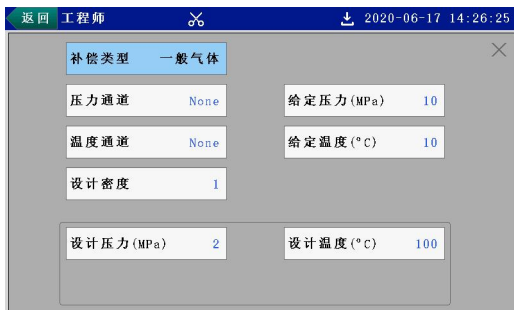 返回 工程师 2020-06-17 14:26:25
补偿类型 一般气体
压力通道 None 给定压力(MPa) 10
温度通道 None 给定温度(°C) 10
设计密度 1
设计压力(MPa) 2 设计温度(°C) 100